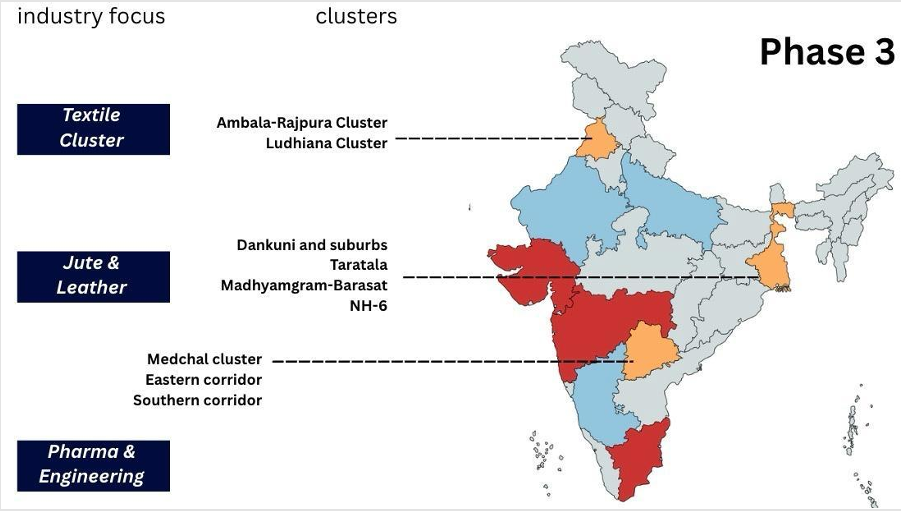 industry focus
clusters
Phase 3
Textile
Cluster
Ambala-Rajpura Cluster
Ludhiana Cluster
Jute &
Leather
Dankuni and suburbs
Taratala
Madhyamgram-Barasat
NH-6
Medchal cluster
Eastern corridor
Southern corridor
Pharma &
Engineering